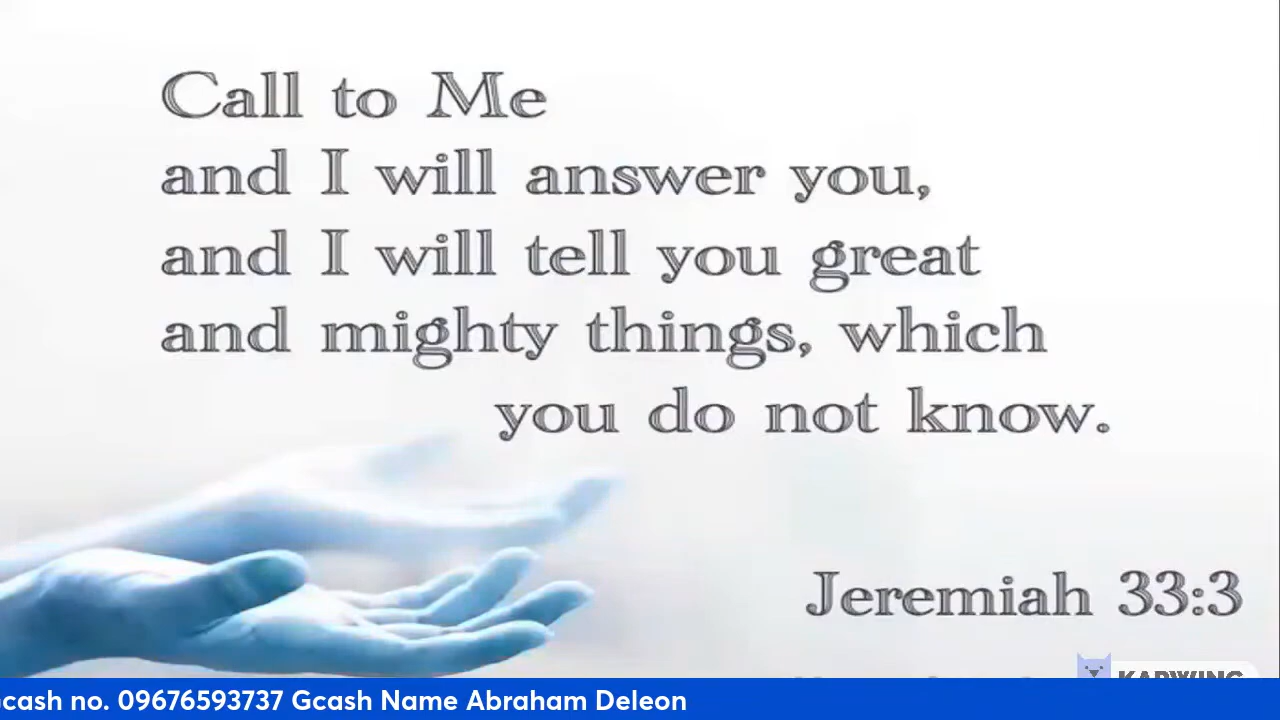 Call to Me
and I will answer you,
and I will tell you great
and mighty things, which
you do not know.
Jeremiah 33:3
KAPWING
cash no. 09676593737 Gcash Name Abraham Deleon